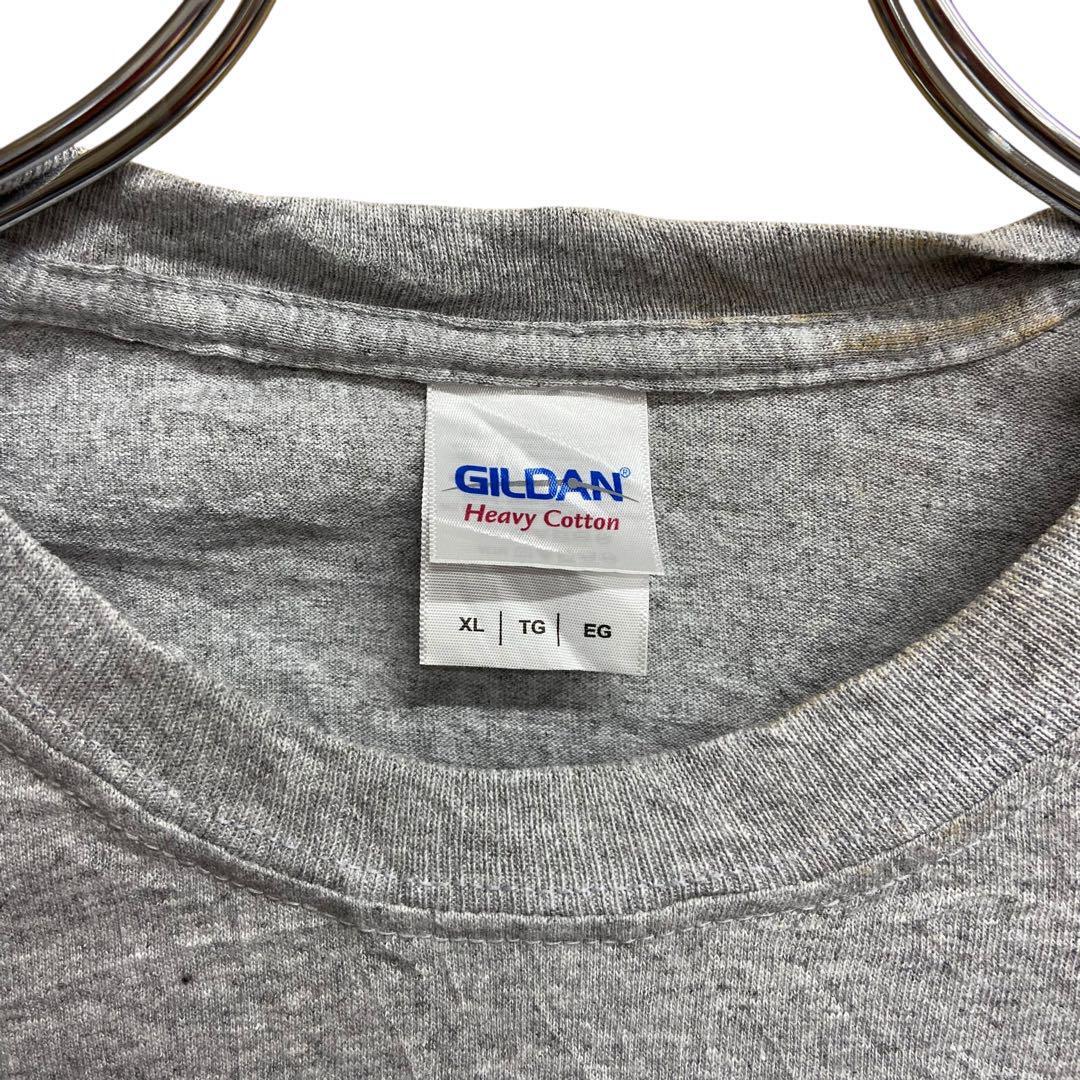 GILDAN®
Heavy Cotton
XL | TG | EG